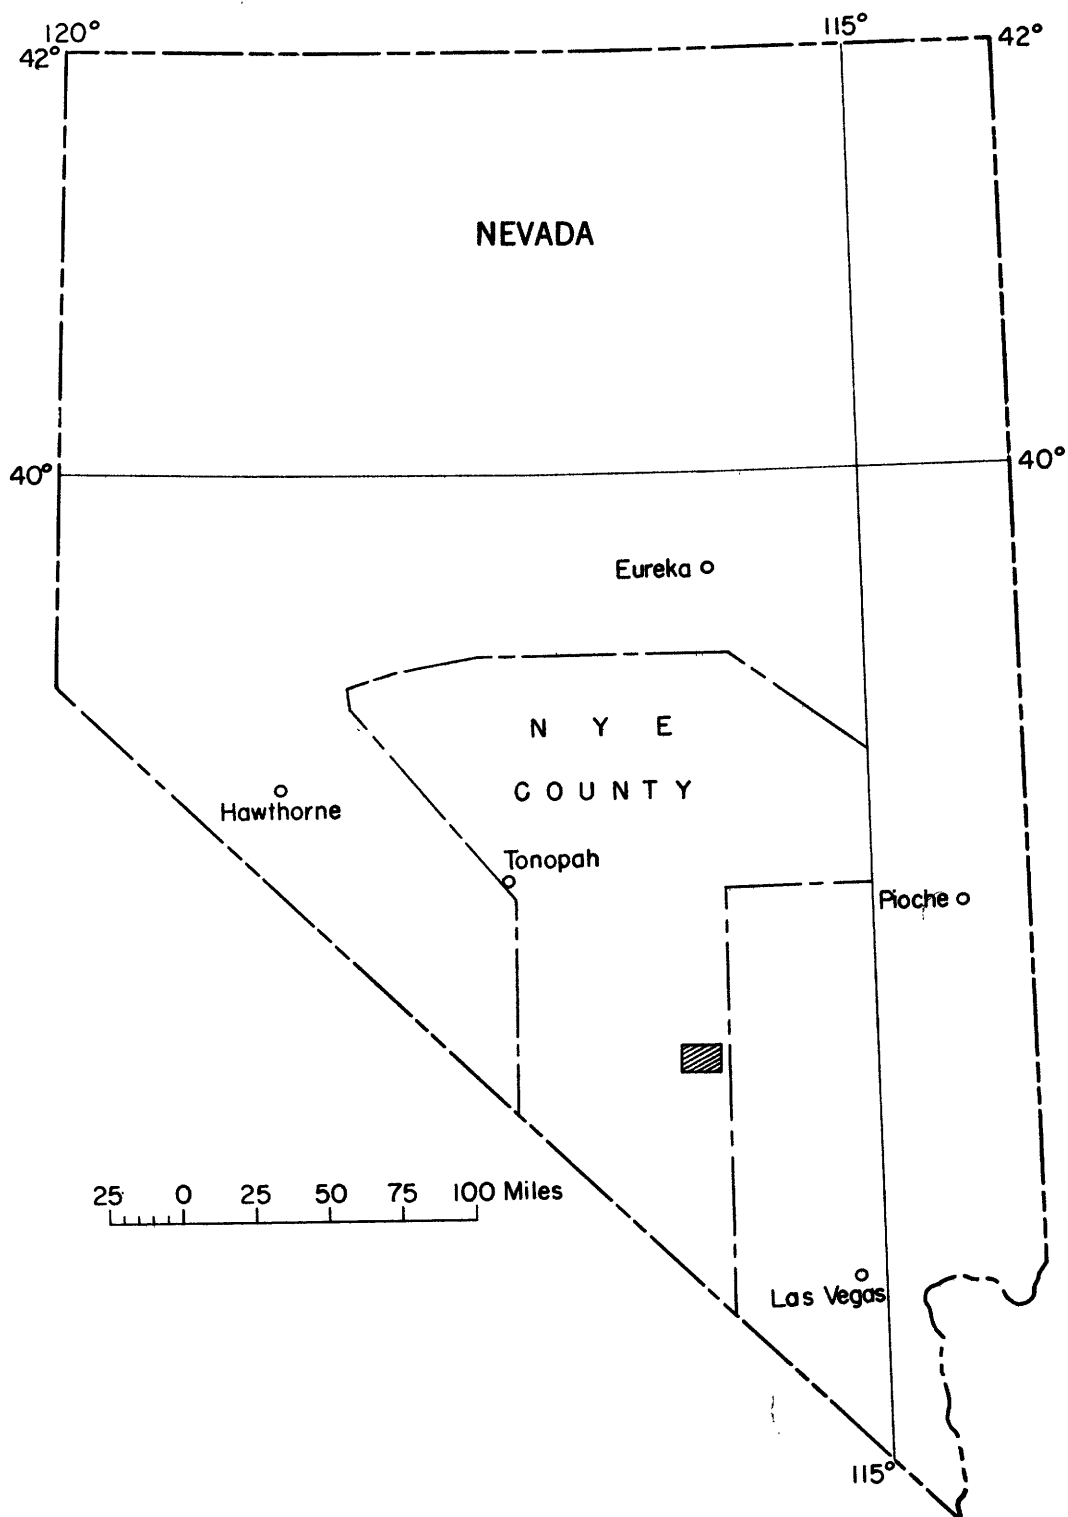 120° 115°
42° 42°
NEVADA
40° 40°
Eureka
N Y E
COUNTY
Hawthorne
Tonopah
Pioche
25 0 25 50 75 100 Miles
Las Vegas
115°